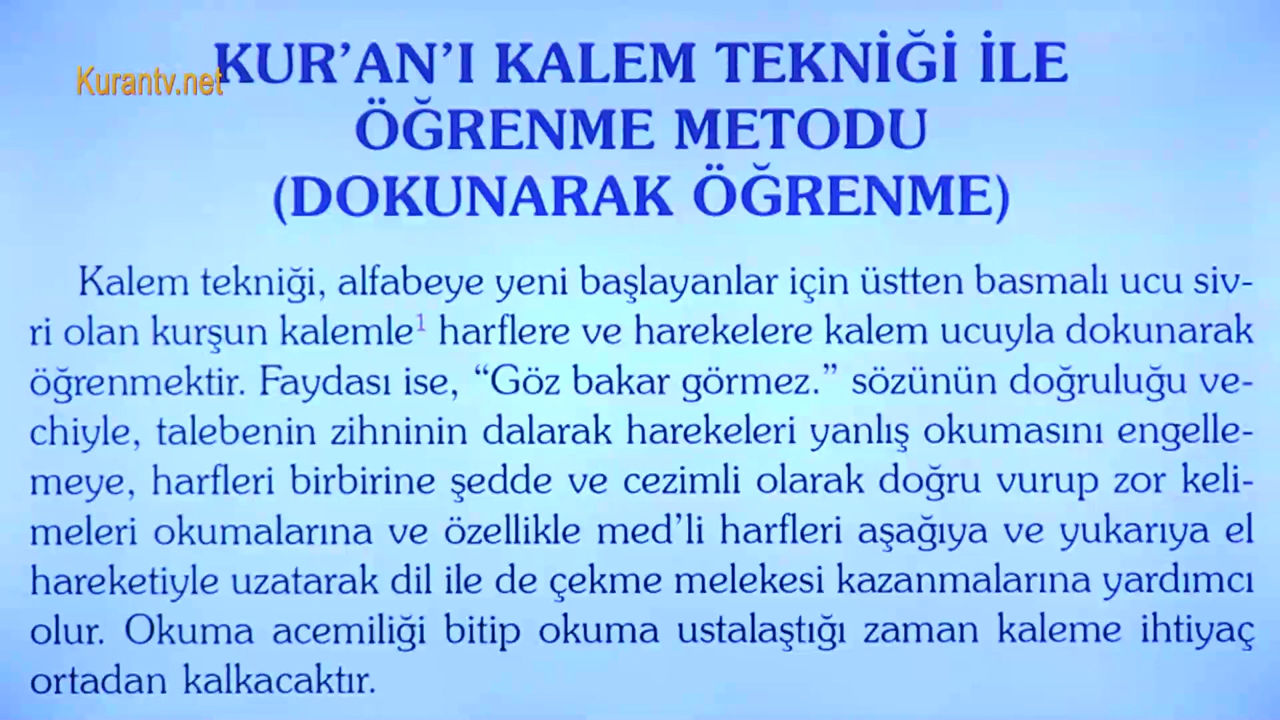 KUR’AN’I KALEM TEKNİĞİ İLE
Kurantv.net
ÖĞRENME METODU
(DOKUNARAK ÖĞRENME)
Kalem tekniği, alfabeye yeni başlayanlar için üstten basmalı ucu siv-
ri olan kurşun kalemle¹ harflere ve harekelere kalem ucuyla dokunarak
öğrenmektir. Faydası ise, “Göz bakar görmez.” sözünün doğruluğu ve-
chiyle, talebenin zihninin dalarak harekeleri yanlış okumasını engelle-
meye, harfleri birbirine şedde ve cezimli olarak doğru vurup zor keli-
meleri okumalarına ve özellikle med’li harfleri aşağıya ve yukarıya el
hareketiyle uzatarak dil ile de çekme melekesi kazanmalarına yardımcı
olur. Okuma acemiliği bitip okuma ustalaştığı zaman kaleme ihtiyaç
ortadan kalkacaktır.